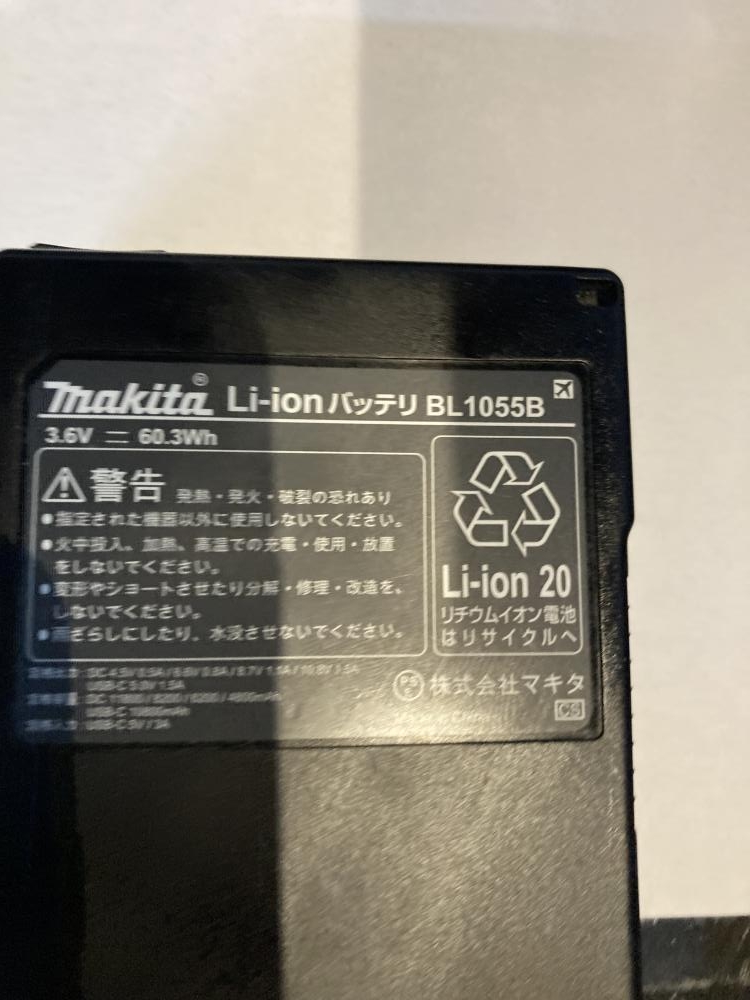 makita® Li-ionバッテリ BL1055B
3.6V ⎓ 60.3Wh
警告 発熱・発火・破裂の恐れあり
●指定された機器以外に使用しないでください。
●火中投入、加熱、高温での充電・使用・放置
をしないでください。
●変形やショートさせたり分解・修理・改造を、
しないでください。
●雨ざらしにしたり、水没させないでください。
Li-ion 20
リチウムイオン電池
はリサイクルへ
USB-C 5V / 3A
PS E 株式会社マキタ
Made in China